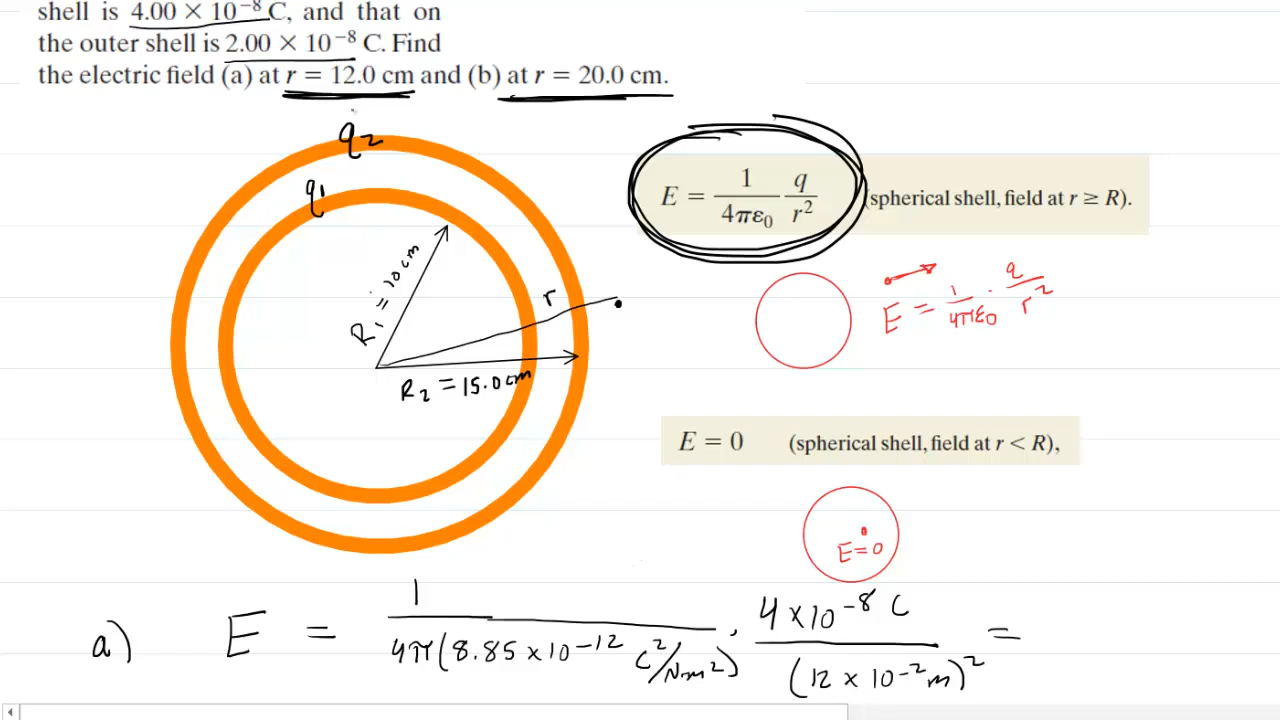 shell is 4.00 × 10⁻⁸ C, and that on
the outer shell is 2.00 × 10⁻⁸ C. Find
the electric field (a) at r = 12.0 cm and (b) at r = 20.0 cm.
q2
q1
E = 1/4πε₀ q/r² (spherical shell, field at r ≥ R).
R₁ = 10 cm
r
E = 1/4πε₀ · q/r²
R₂ = 15.0 cm
E = 0 (spherical shell, field at r < R),
E=0
a) E = 1/4π(8.85 x 10⁻¹² C²/Nm²) · 4 x 10⁻⁸ C/(12 x 10⁻² m)² =